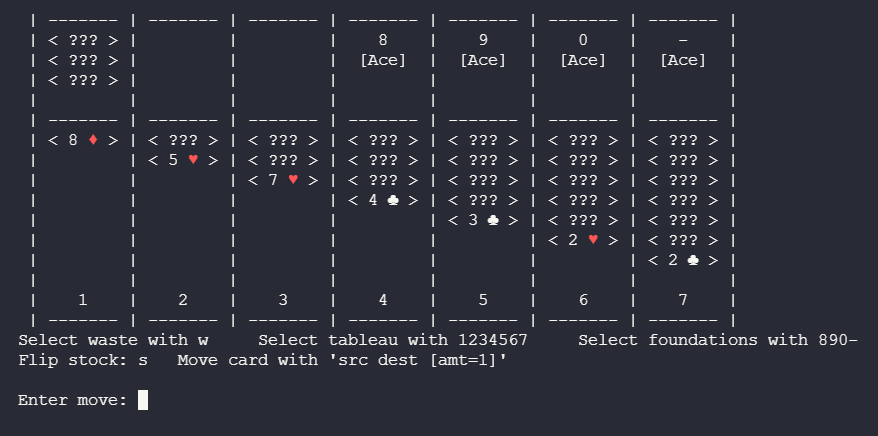 | ------- | ------- | ------- | ------- | ------- | ------- | ------- |
| < ??? > |         |         |    8    |    9    |    0    |    –    |
| < ??? > |         |         |  [Ace]  |  [Ace]  |  [Ace]  |  [Ace]  |
| < ??? > |         |         |         |         |         |         |
|         |         |         |         |         |         |         |
| ------- | ------- | ------- | ------- | ------- | ------- | ------- |
| < 8 ♦ > | < ??? > | < ??? > | < ??? > | < ??? > | < ??? > | < ??? > |
|         | < 5 ♥ > | < ??? > | < ??? > | < ??? > | < ??? > | < ??? > |
|         |         | < 7 ♥ > | < ??? > | < ??? > | < ??? > | < ??? > |
|         |         |         | < 4 ♣ > | < ??? > | < ??? > | < ??? > |
|         |         |         |         | < 3 ♣ > | < ??? > | < ??? > |
|         |         |         |         |         | < 2 ♥ > | < ??? > |
|         |         |         |         |         |         | < 2 ♣ > |
|         |         |         |         |         |         |         |
|    1    |    2    |    3    |    4    |    5    |    6    |    7    |
| ------- | ------- | ------- | ------- | ------- | ------- | ------- |
Select waste with w     Select tableau with 1234567     Select foundations with 890–
Flip stock: s   Move card with 'src dest [amt=1]'
Enter move: